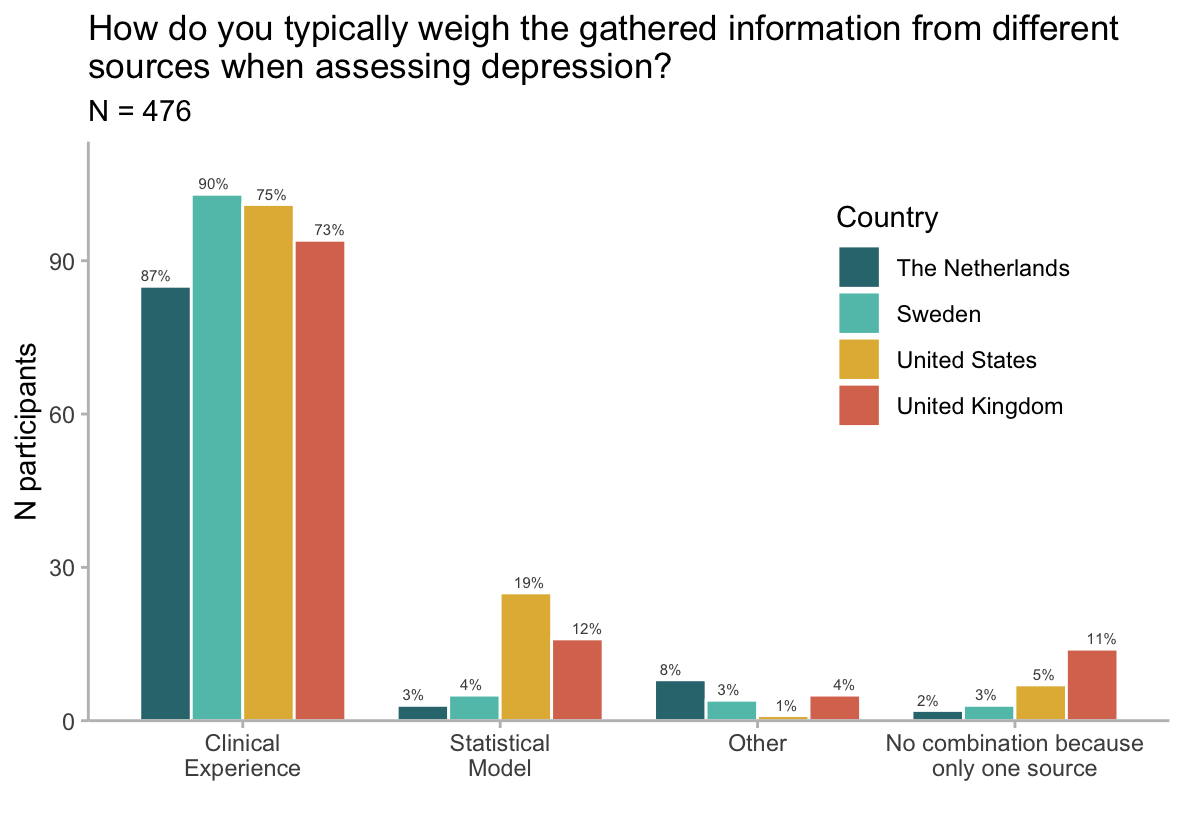 How do you typically weigh the gathered information from different
sources when assessing depression?
N = 476
N participants
90
60
30
0
87%
90%
75%
73%
3%
4%
19%
12%
8%
3%
1%
4%
2%
3%
5%
11%
Clinical
Experience
Statistical
Model
Other
No combination because
only one source
Country
The Netherlands
Sweden
United States
United Kingdom